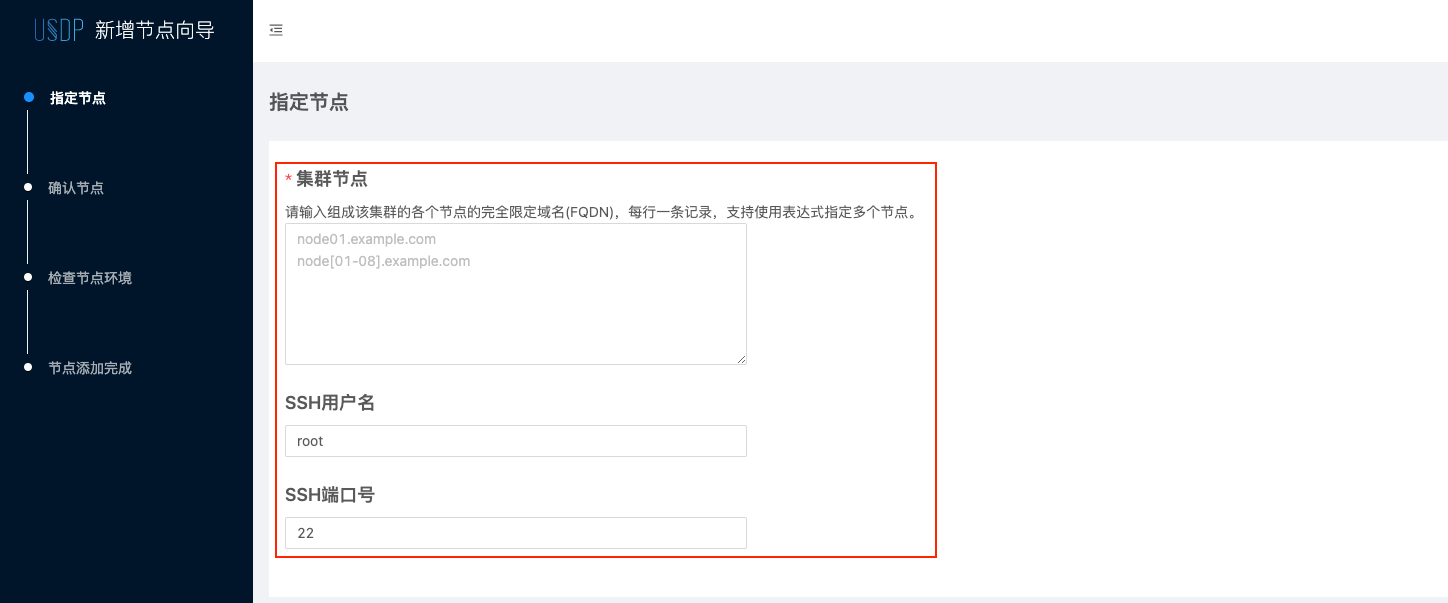 USDP 新增节点向导
指定节点
确认节点
检查节点环境
节点添加完成
指定节点
* 集群节点
请输入组成该集群的各个节点的完全限定域名(FQDN)，每行一条记录，支持使用表达式指定多个节点。
node01.example.com
node[01-08].example.com
SSH用户名
root
SSH端口号
22